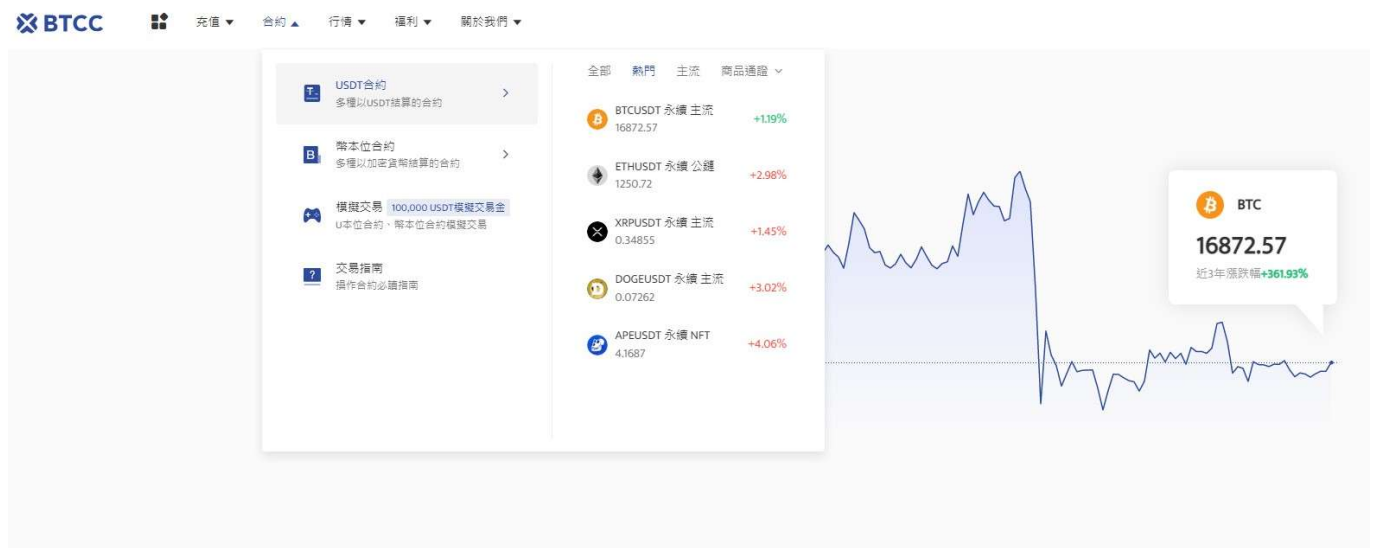 BTCC
充值 ▼ 合約 ▲ 行情 ▼ 福利 ▼ 關於我們 ▼
USDT合約
多種以USDT結算的合約
幣本位合約
多種以加密貨幣結算的合約
模擬交易 100,000 USDT模擬交易金
U本位合約、幣本位合約模擬交易
交易指南
操作合約必讀指南
全部 熱門 主流 商品通證
BTCUSDT 永續 主流
16872.57 +1.19%
ETHUSDT 永續 公鏈
1250.72 +2.98%
XRPUSDT 永續 主流
0.34855 +1.45%
DOGEUSDT 永續 主流
0.07262 +3.02%
APEUSDT 永續 NFT
4.1687 +4.06%
BTC
16872.57
近3年漲跌幅+361.93%